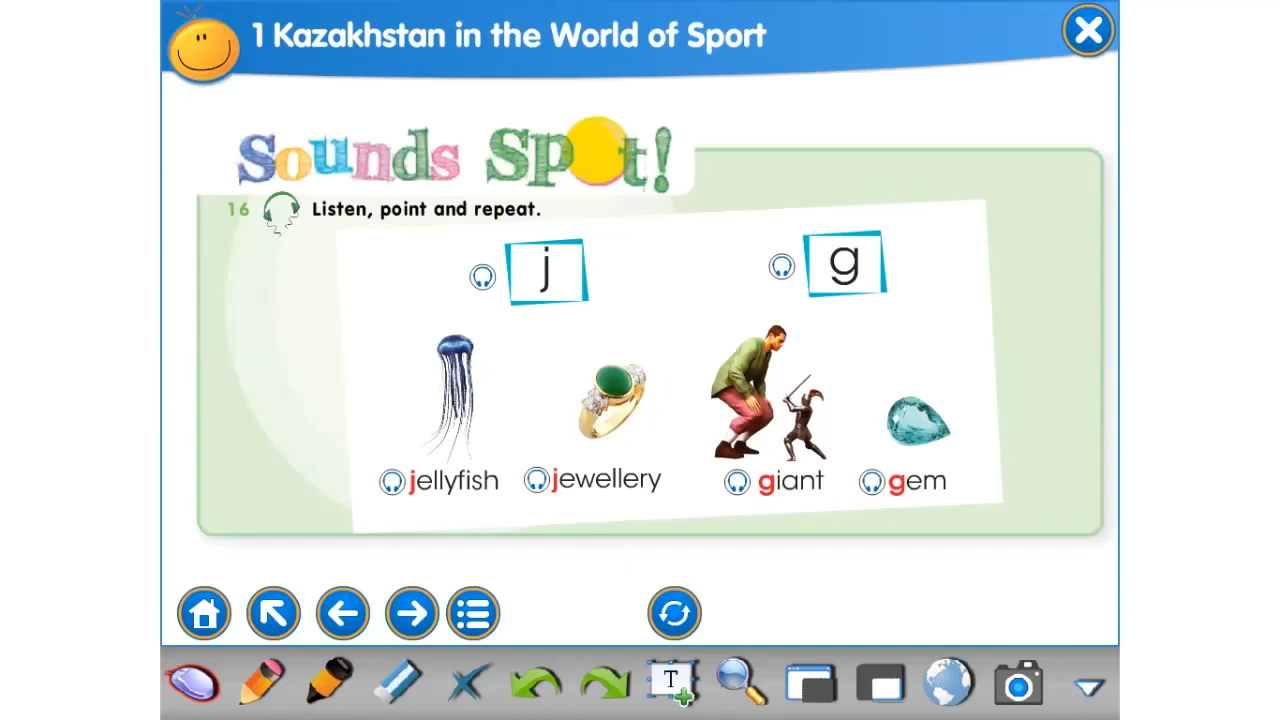 1 Kazakhstan in the World of Sport
Sounds Spot!
16 Listen, point and repeat.
j g
jellyfish jewellery giant gem
T